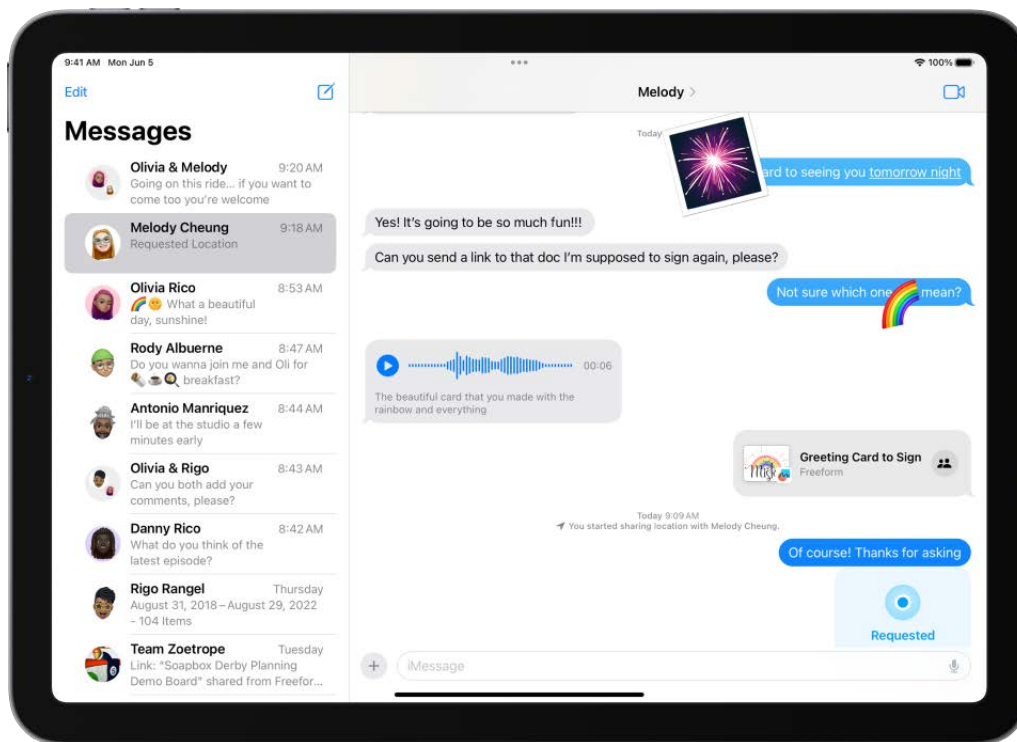 9:41 AM Mon Jun 5
100%
Edit
Messages
Olivia & Melody 9:20 AM
Going on this ride... if you want to
come too you're welcome
Melody Cheung 9:18 AM
Requested Location
Olivia Rico 8:53 AM
🌈🌞 What a beautiful
day, sunshine!
Rody Albuerne 8:47 AM
Do you wanna join me and Oli for
🌯☕🍳 breakfast?
Antonio Manriquez 8:44 AM
I'll be at the studio a few
minutes early
Olivia & Rigo 8:43 AM
Can you both add your
comments, please?
Danny Rico 8:42 AM
What do you think of the
latest episode?
Rigo Rangel Thursday
August 31, 2018 – August 29, 2022
- 104 Items
Team Zoetrope Tuesday
Link: "Soapbox Derby Planning
Demo Board" shared from Freefor...
Melody >
Today
to seeing you tomorrow night
Yes! It's going to be so much fun!!!
Can you send a link to that doc I'm supposed to sign again, please?
Not sure which one mean?
00:06
The beautiful card that you made with the
rainbow and everything
Greeting Card to Sign
Freeform
Today 9:09 AM
You started sharing location with Melody Cheung.
Of course! Thanks for asking
Requested
+ iMessage